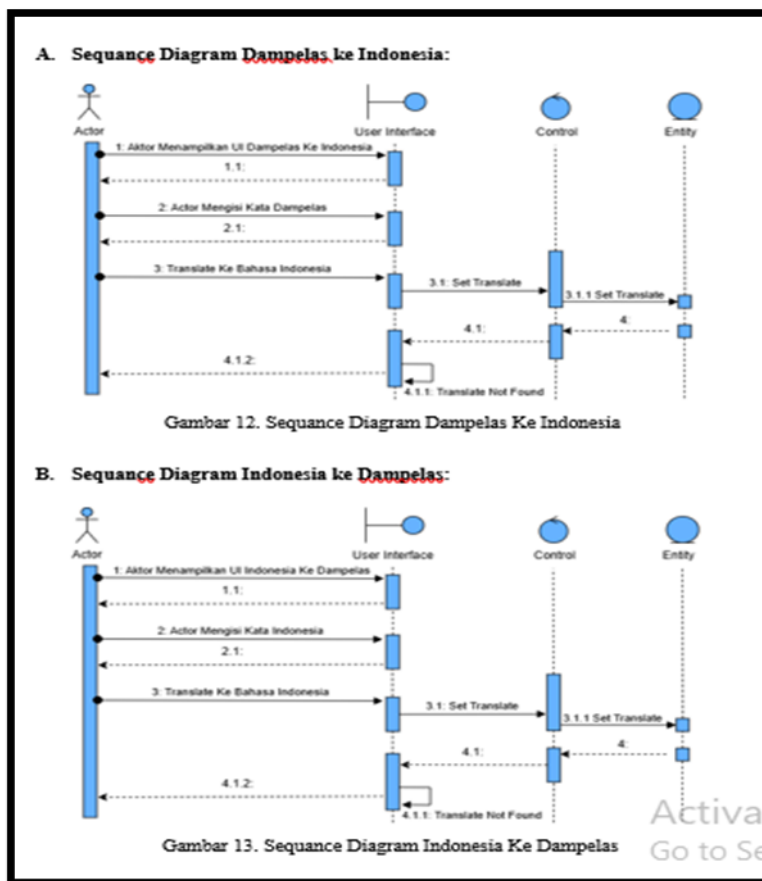 A. Sequance Diagram Dampelas ke Indonesia:
Actor User Interface Control Entity
1: Aktor Menampilkan UI Dampelas Ke Indonesia
1.1:
2: Actor Mengisi Kata Dampelas
2.1:
3: Translate Ke Bahasa Indonesia
3.1: Set Translate
3.1.1 Set Translate
4:
4.1:
4.1.2:
4.1.1: Translate Not Found
Gambar 12. Sequance Diagram Dampelas Ke Indonesia
B. Sequance Diagram Indonesia ke Dampelas:
Actor User Interface Control Entity
1: Aktor Menampilkan UI Indonesia Ke Dampelas
1.1:
2: Actor Mengisi Kata Indonesia
2.1:
3: Translate Ke Bahasa Indonesia
3.1: Set Translate
3.1.1 Set Translate
4:
4.1:
4.1.2:
4.1.1: Translate Not Found
Gambar 13. Sequance Diagram Indonesia Ke Dampelas
Activa
Go to Se